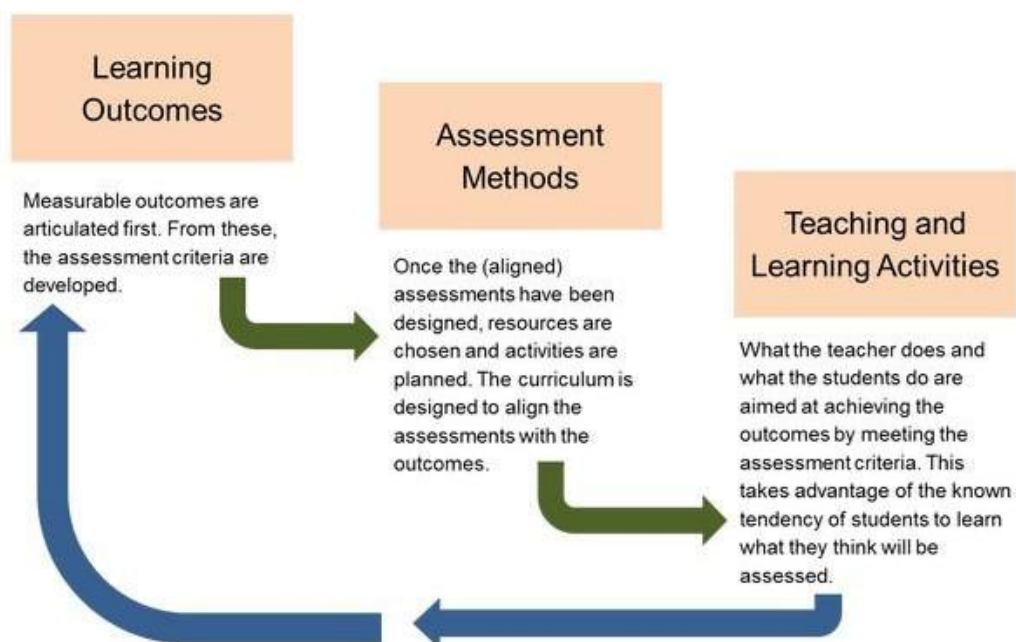 Learning
Outcomes
Measurable outcomes are
articulated first. From these,
the assessment criteria are
developed.
Assessment
Methods
Once the (aligned)
assessments have been
designed, resources are
chosen and activities are
planned. The curriculum is
designed to align the
assessments with the
outcomes.
Teaching and
Learning Activities
What the teacher does and
what the students do are
aimed at achieving the
outcomes by meeting the
assessment criteria. This
takes advantage of the known
tendency of students to learn
what they think will be
assessed.